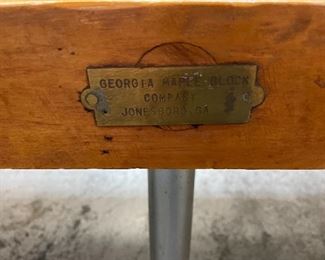 GEORGIA MAPLE BLOCK
COMPANY
JONESBORO, GA